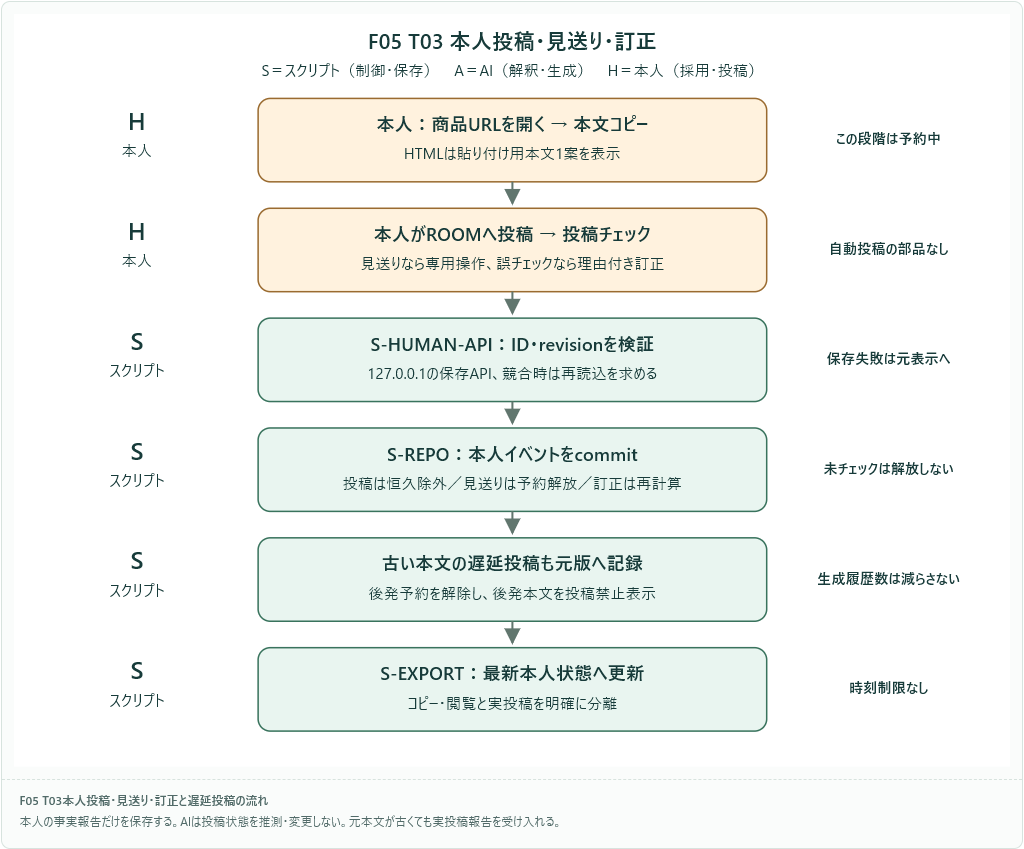 F05 T03 本人投稿・見送り・訂正
S＝スクリプト（制御・保存） A＝AI（解釈・生成） H＝本人（採用・投稿）
H
本人
本人：商品URLを開く → 本文コピー
HTMLは貼り付け用本文1案を表示
この段階は予約中
H
本人
本人がROOMへ投稿 → 投稿チェック
見送りなら専用操作、誤チェックなら理由付き訂正
自動投稿の部品なし
S
スクリプト
S-HUMAN-API：ID・revisionを検証
127.0.0.1の保存API、競合時は再読込を求める
保存失敗は元表示へ
S
スクリプト
S-REPO：本人イベントをcommit
投稿は恒久除外／見送りは予約解放／訂正は再計算
未チェックは解放しない
S
スクリプト
古い本文の遅延投稿も元版へ記録
後発予約を解除し、後発本文を投稿禁止表示
生成履歴数は減らさない
S
スクリプト
S-EXPORT：最新本人状態へ更新
コピー・閲覧と実投稿を明確に分離
時刻制限なし
F05 T03本人投稿・見送り・訂正と遅延投稿の流れ
本人の事実報告だけを保存する。AIは投稿状態を推測・変更しない。元本文が古くても実投稿報告を受け入れる。